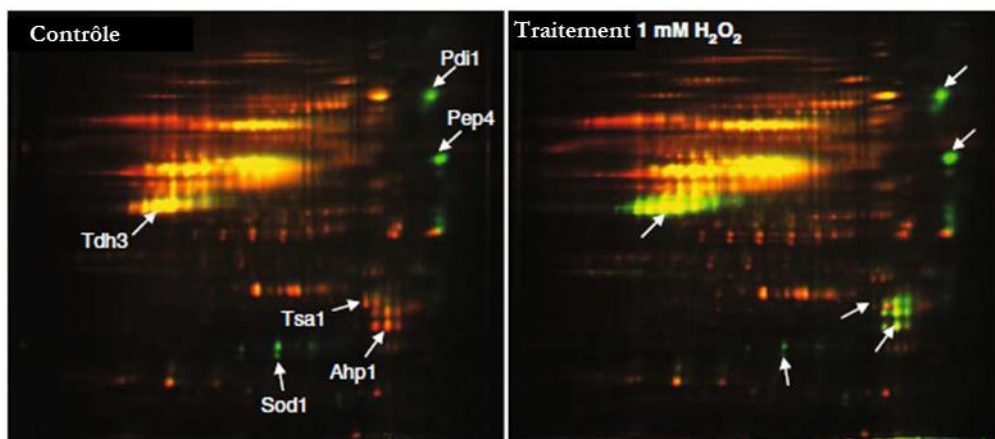 Contrôle
Traitement 1 mM H₂O₂
Pdi1
Pep4
Tdh3
Tsa1
Ahp1
Sod1